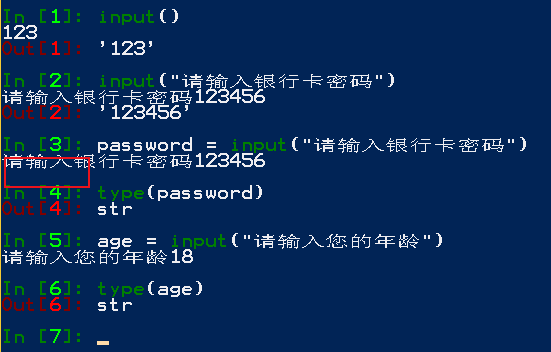 In [1]: input()
123
Out[1]: '123'
In [2]: input("请输入银行卡密码")
请输入银行卡密码123456
Out[2]: '123456'
In [3]: password = input("请输入银行卡密码")
请输入银行卡密码123456
In [4]: type(password)
Out[4]: str
In [5]: age = input("请输入您的年龄")
请输入您的年龄18
In [6]: type(age)
Out[6]: str
In [7]: